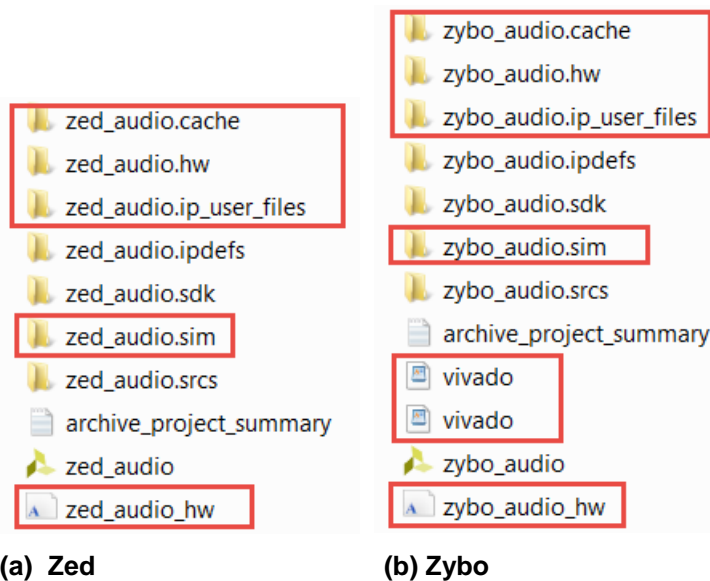 zed_audio.cache
zed_audio.hw
zed_audio.ip_user_files
zed_audio.ipdefs
zed_audio.sdk
zed_audio.sim
zed_audio.srcs
archive_project_summary
zed_audio
zed_audio_hw
(a) Zed
zybo_audio.cache
zybo_audio.hw
zybo_audio.ip_user_files
zybo_audio.ipdefs
zybo_audio.sdk
zybo_audio.sim
zybo_audio.srcs
archive_project_summary
vivado
vivado
zybo_audio
zybo_audio_hw
(b) Zybo